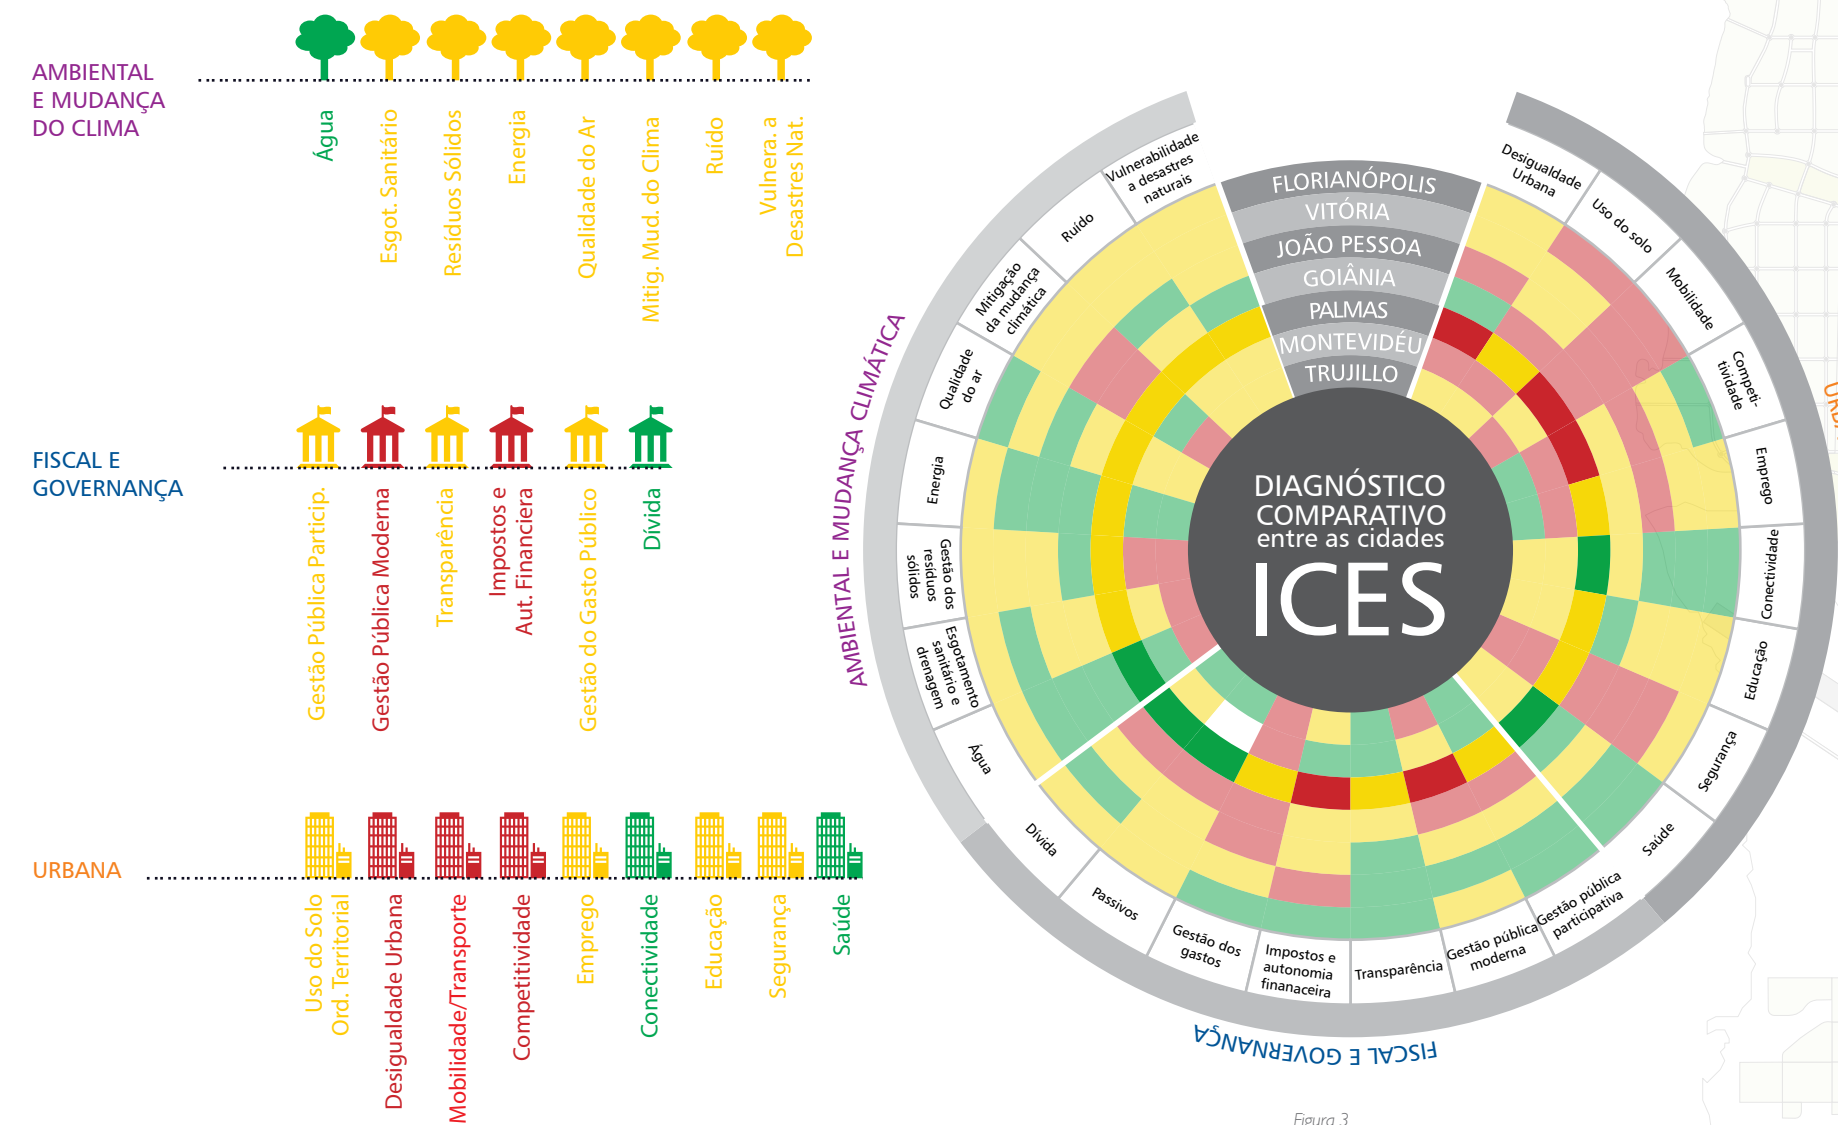 AMBIENTAL
E MUDANÇA
DO CLIMA
Água
Esgot. Sanitário
Resíduos Sólidos
Energia
Qualidade do Ar
Mitig. Mud. do Clima
Ruído
Vulnera. a
Desastres Nat.
FISCAL E
GOVERNANÇA
Gestão Pública Particip.
Gestão Pública Moderna
Transparência
Impostos e
Aut. Financiera
Gestão do Gasto Público
Dívida
URBANA
Uso do Solo
Ord. Territorial
Desigualdade Urbana
Mobilidade/Transporte
Competitividade
Emprego
Conectividade
Educação
Segurança
Saúde
AMBIENTAL E MUDANÇA CLIMÁTICA
Vulnerabilidade
a desastres
naturais
Ruído
Mitigação
da mudança
climática
Qualidade
do ar
Energia
Gestão dos
resíduos
sólidos
Esgotamento
sanitário e
drenagem
Água
FLORIANÓPOLIS
VITÓRIA
JOÃO PESSOA
GOIÂNIA
PALMAS
MONTEVIDÉU
TRUJILLO
DIAGNÓSTICO
COMPARATIVO
entre as cidades
ICES
Desigualdade
Urbana
Uso do solo
Mobilidade
Competi-
tividade
Emprego
Conectividade
Educação
Segurança
Saúde
Gestão pública
participativa
Gestão pública
moderna
Transparência
Impostos e
autonomia
finanaceira
Gestão dos
gastos
Passivos
Dívida
FISCAL E GOVERNANÇA
Figura 3